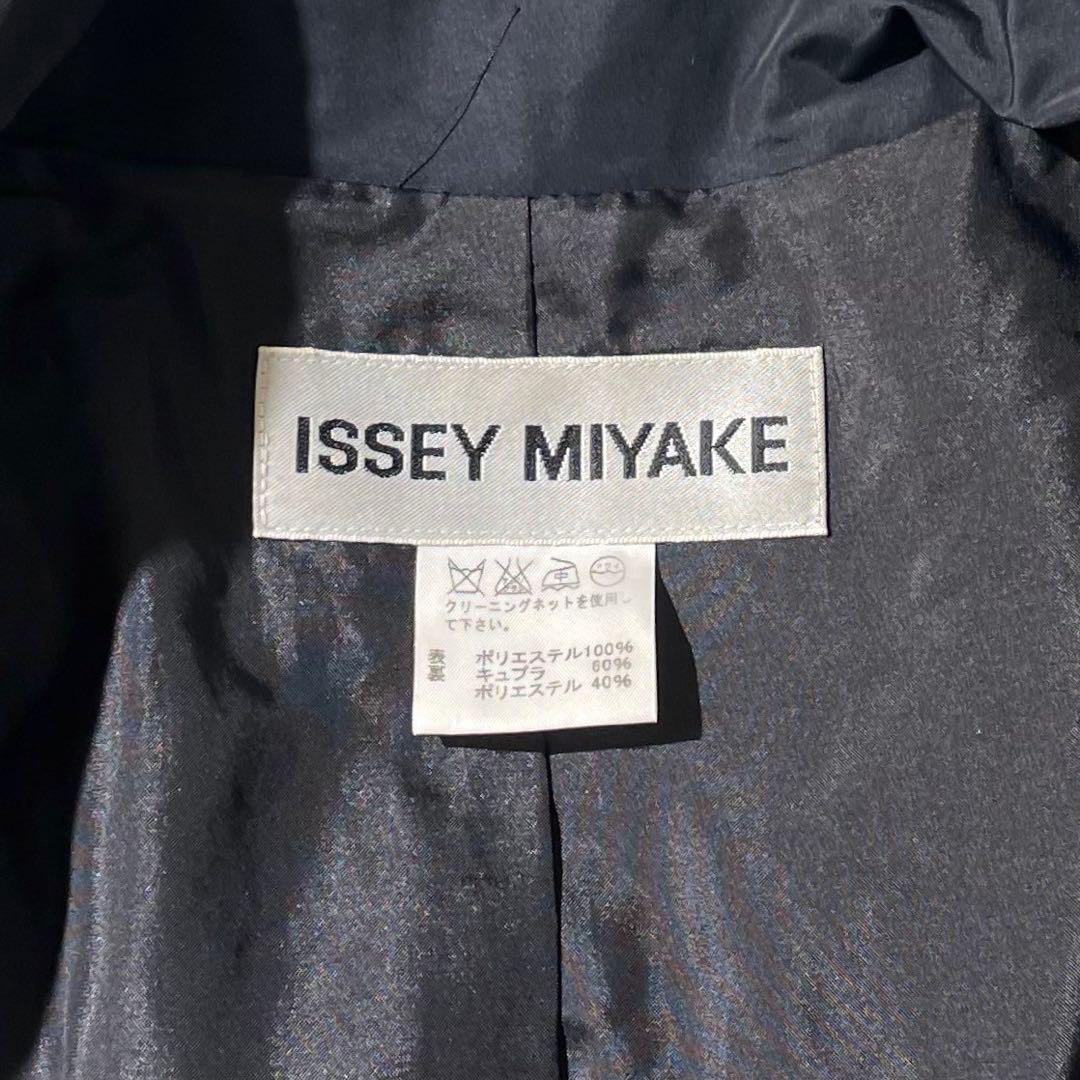 ISSEY MIYAKE
クリーニングネットを使用し
て下さい。
表 ポリエステル100%
裏 キュプラ 60%
ポリエステル 40%